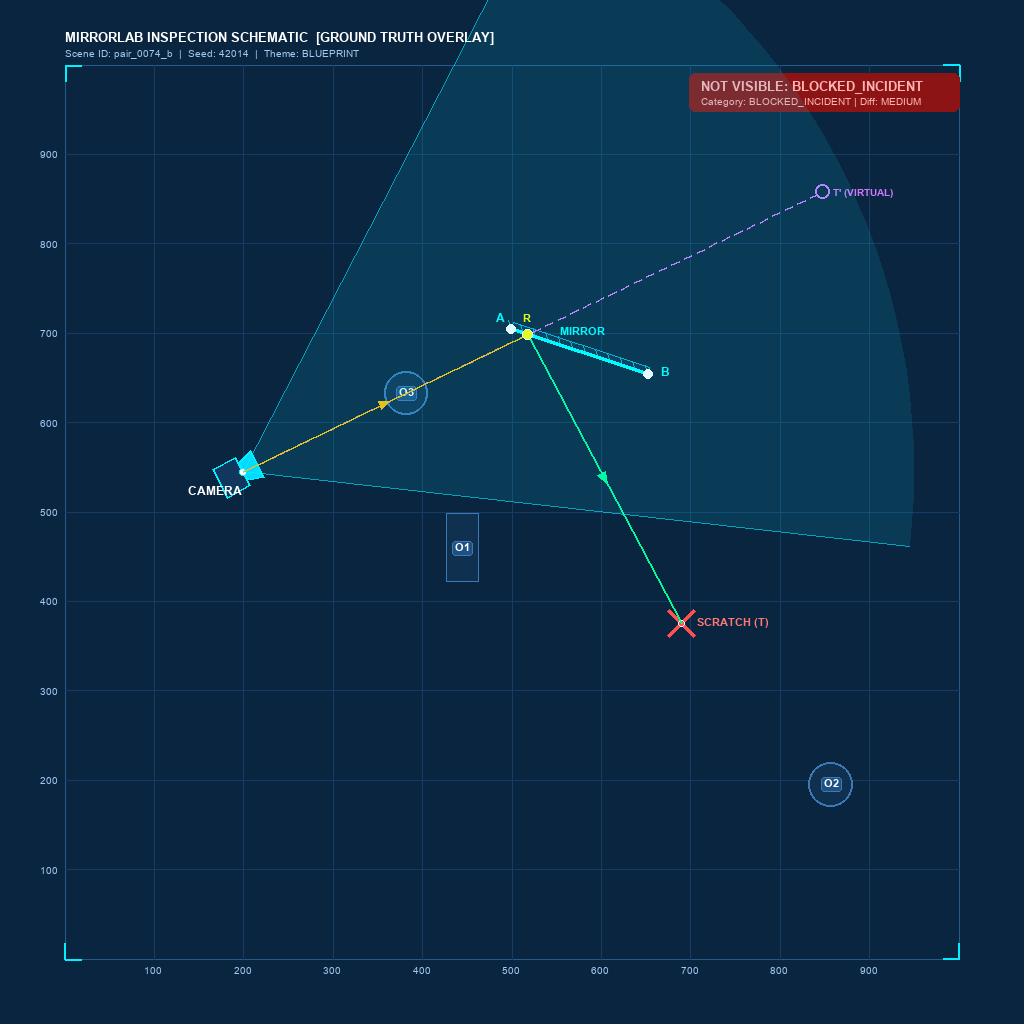 MIRRORLAB INSPECTION SCHEMATIC [GROUND TRUTH OVERLAY]
Scene ID: pair_0074_b | Seed: 42014 | Theme: BLUEPRINT
NOT VISIBLE: BLOCKED_INCIDENT
Category: BLOCKED_INCIDENT | Diff: MEDIUM
900
T' (VIRTUAL)
800
A
R
MIRROR
700
B
O3
600
CAMERA
500
O1
400
SCRATCH (T)
300
200
O2
100
100
200
300
400
500
600
700
800
900